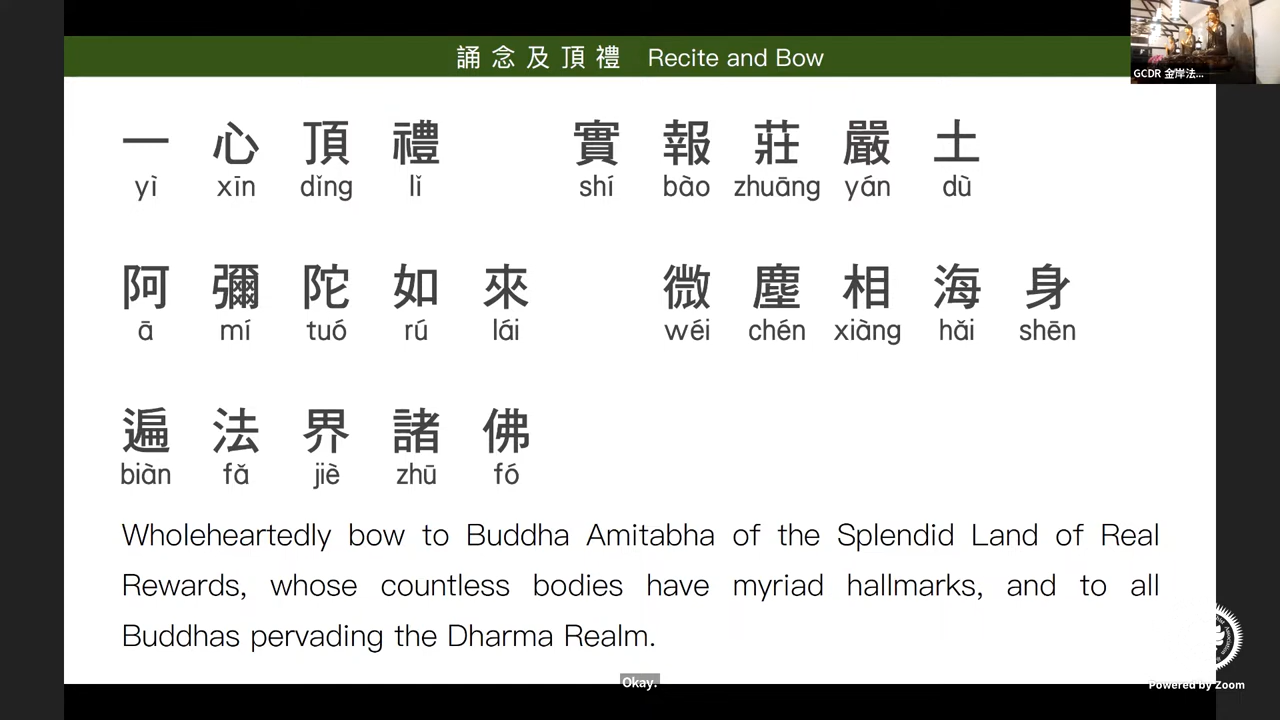 誦念及頂禮 Recite and Bow
GCDR 金岸法...
一 心 頂 禮 實 報 莊 嚴 土
yì xīn dǐng lǐ shí bào zhuāng yán dù
阿 彌 陀 如 來 微 塵 相 海 身
ā mí tuó rú lái wéi chén xiàng hǎi shēn
遍 法 界 諸 佛
biàn fǎ jiè zhū fó
Wholeheartedly bow to Buddha Amitabha of the Splendid Land of Real
Rewards, whose countless bodies have myriad hallmarks, and to all
Buddhas pervading the Dharma Realm.
Okay.
Powered by Zoom